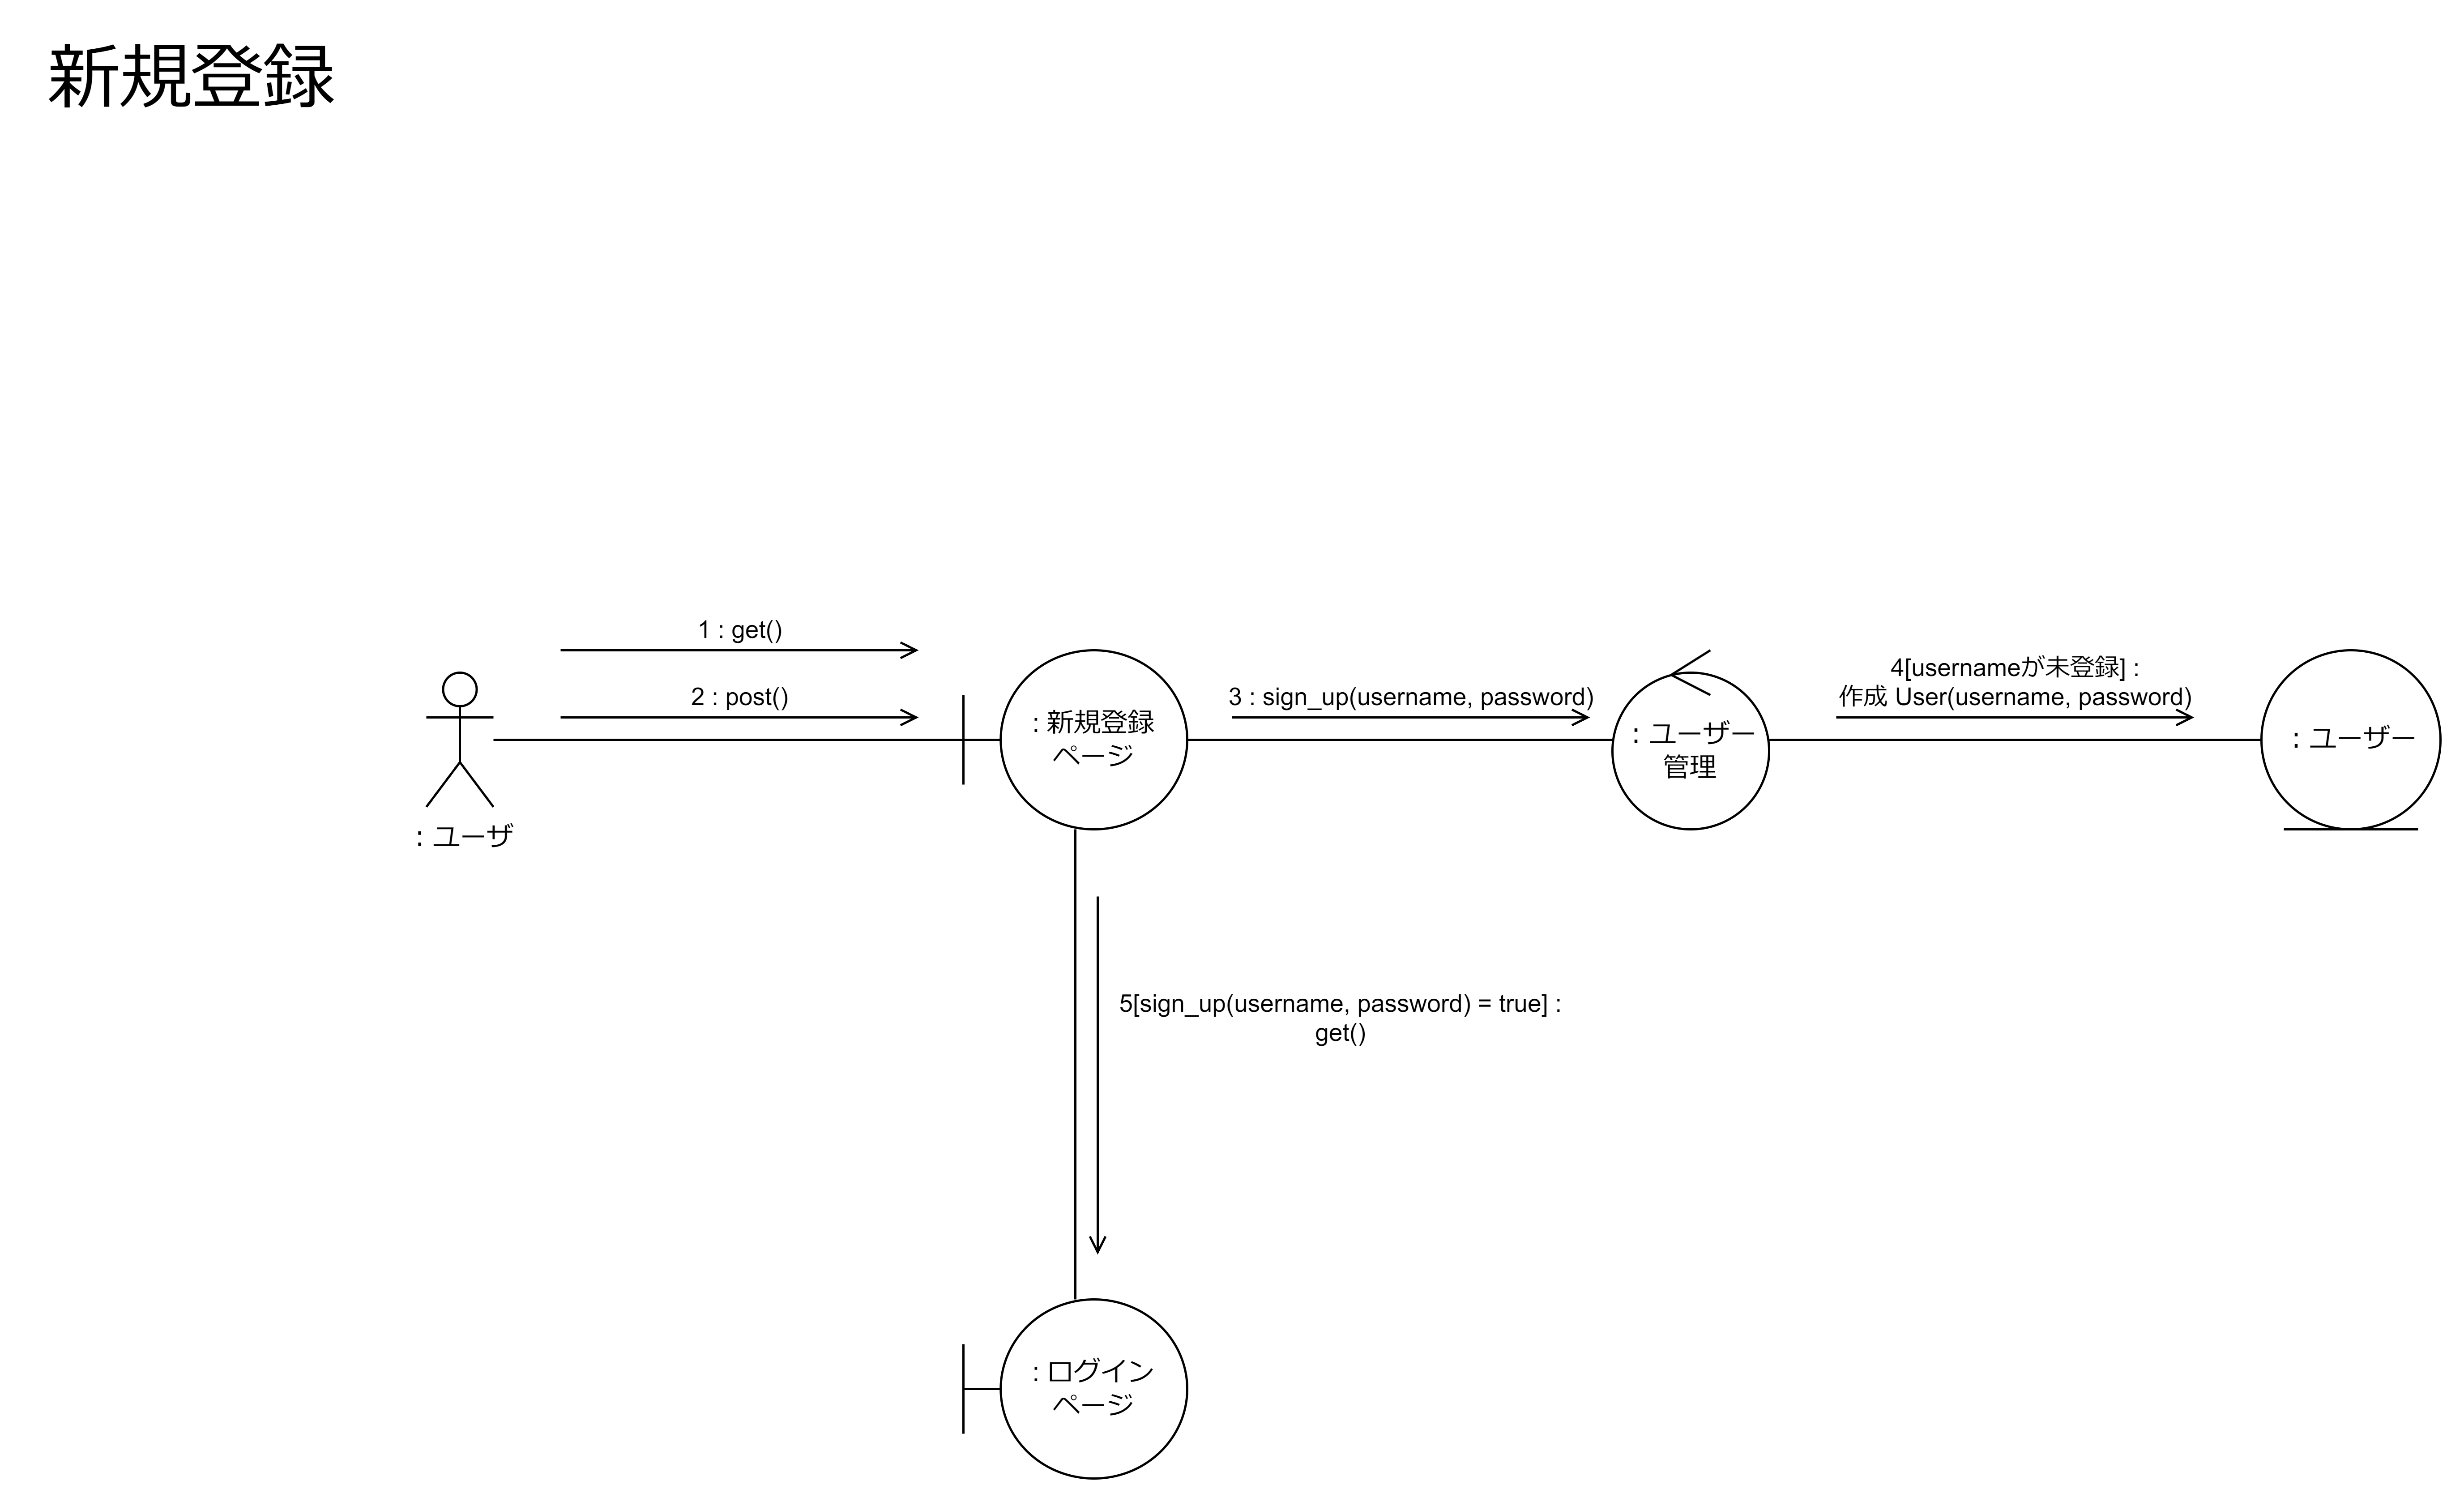 新規登録
1 : get()
2 : post()
: ユーザ
: 新規登録
ページ
3 : sign_up(username, password)
: ユーザー
管理
4[usernameが未登録] :
作成 User(username, password)
: ユーザー
5[sign_up(username, password) = true] :
get()
: ログイン
ページ